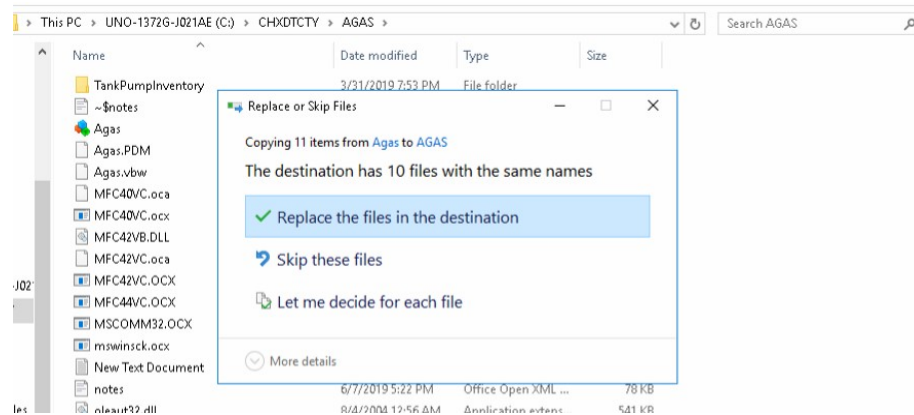 This PC > UNO-1372G-J021AE (C:) > CHXDTCTY > AGAS >
Search AGAS
Name Date modified Type Size
TankPumpInventory 3/31/2019 7:53 PM File folder
~$notes
Agas
Agas.PDM
Agas.vbw
MFC40VC.oca
MFC40VC.ocx
MFC42VB.DLL
MFC42VC.oca
MFC42VC.OCX
MFC44VC.OCX
MSCOMM32.OCX
mswinsck.ocx
New Text Document
notes 6/7/2019 5:22 PM Office Open XML ... 78 KB
oleaut32.dll 8/4/2004 12:56 AM Application extens... 541 KB
Replace or Skip Files
Copying 11 items from Agas to AGAS
The destination has 10 files with the same names
Replace the files in the destination
Skip these files
Let me decide for each file
More details